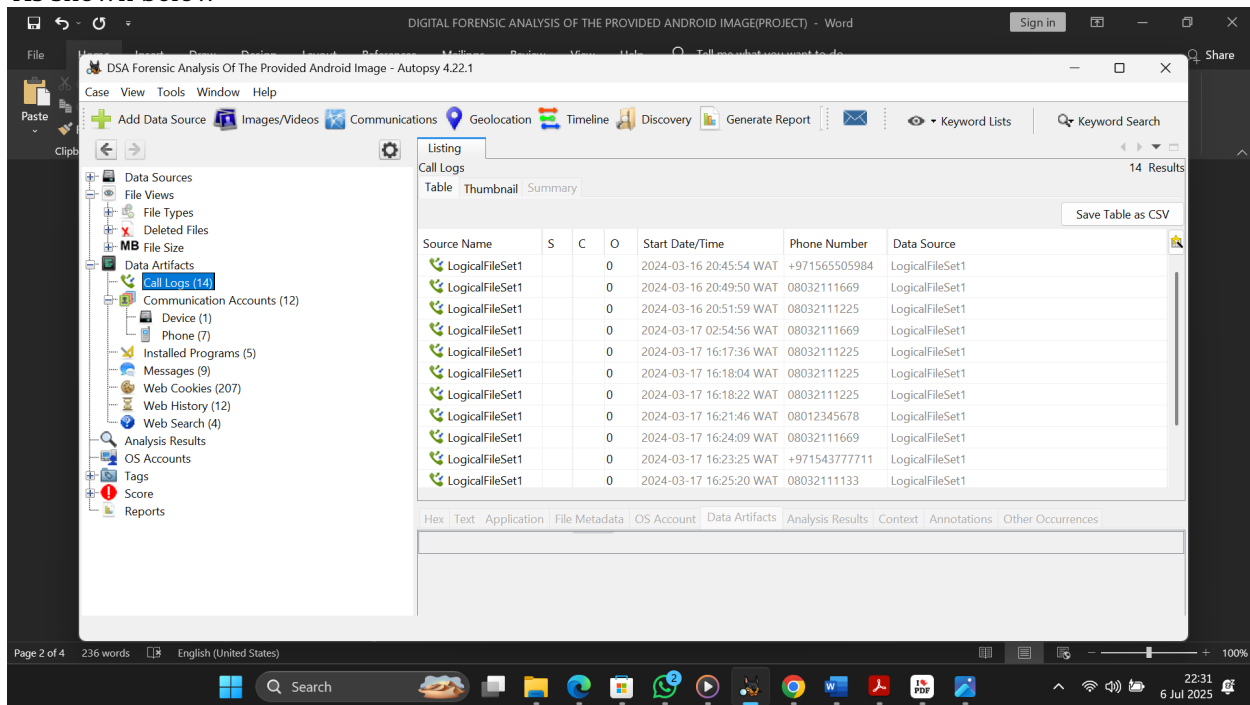 DIGITAL FORENSIC ANALYSIS OF THE PROVIDED ANDROID IMAGE(PROJECT) - Word
Sign in
File
Share
Paste
DSA Forensic Analysis Of The Provided Android Image - Autopsy 4.22.1
Case View Tools Window Help
Add Data Source Images/Videos Communications Geolocation Timeline Discovery Generate Report Keyword Lists Keyword Search
Data Sources
File Views
File Types
Deleted Files
MB File Size
Data Artifacts
Call Logs (14)
Communication Accounts (12)
Device (1)
Phone (7)
Installed Programs (5)
Messages (9)
Web Cookies (207)
Web History (12)
Web Search (4)
Analysis Results
OS Accounts
Tags
Score
Reports
Listing
Call Logs 14 Results
Table Thumbnail Summary
Save Table as CSV
Source Name S C O Start Date/Time Phone Number Data Source
LogicalFileSet1 0 2024-03-16 20:45:54 WAT +971565505984 LogicalFileSet1
LogicalFileSet1 0 2024-03-16 20:49:50 WAT 08032111669 LogicalFileSet1
LogicalFileSet1 0 2024-03-16 20:51:59 WAT 08032111225 LogicalFileSet1
LogicalFileSet1 0 2024-03-17 02:54:56 WAT 08032111669 LogicalFileSet1
LogicalFileSet1 0 2024-03-17 16:17:36 WAT 08032111225 LogicalFileSet1
LogicalFileSet1 0 2024-03-17 16:18:04 WAT 08032111225 LogicalFileSet1
LogicalFileSet1 0 2024-03-17 16:18:22 WAT 08032111225 LogicalFileSet1
LogicalFileSet1 0 2024-03-17 16:21:46 WAT 08012345678 LogicalFileSet1
LogicalFileSet1 0 2024-03-17 16:24:09 WAT 08032111669 LogicalFileSet1
LogicalFileSet1 0 2024-03-17 16:23:25 WAT +971543777711 LogicalFileSet1
LogicalFileSet1 0 2024-03-17 16:25:20 WAT 08032111133 LogicalFileSet1
Hex Text Application File Metadata OS Account Data Artifacts Analysis Results Context Annotations Other Occurrences
Page 2 of 4 236 words English (United States) 100%
Search
2
22:31
6 Jul 2025